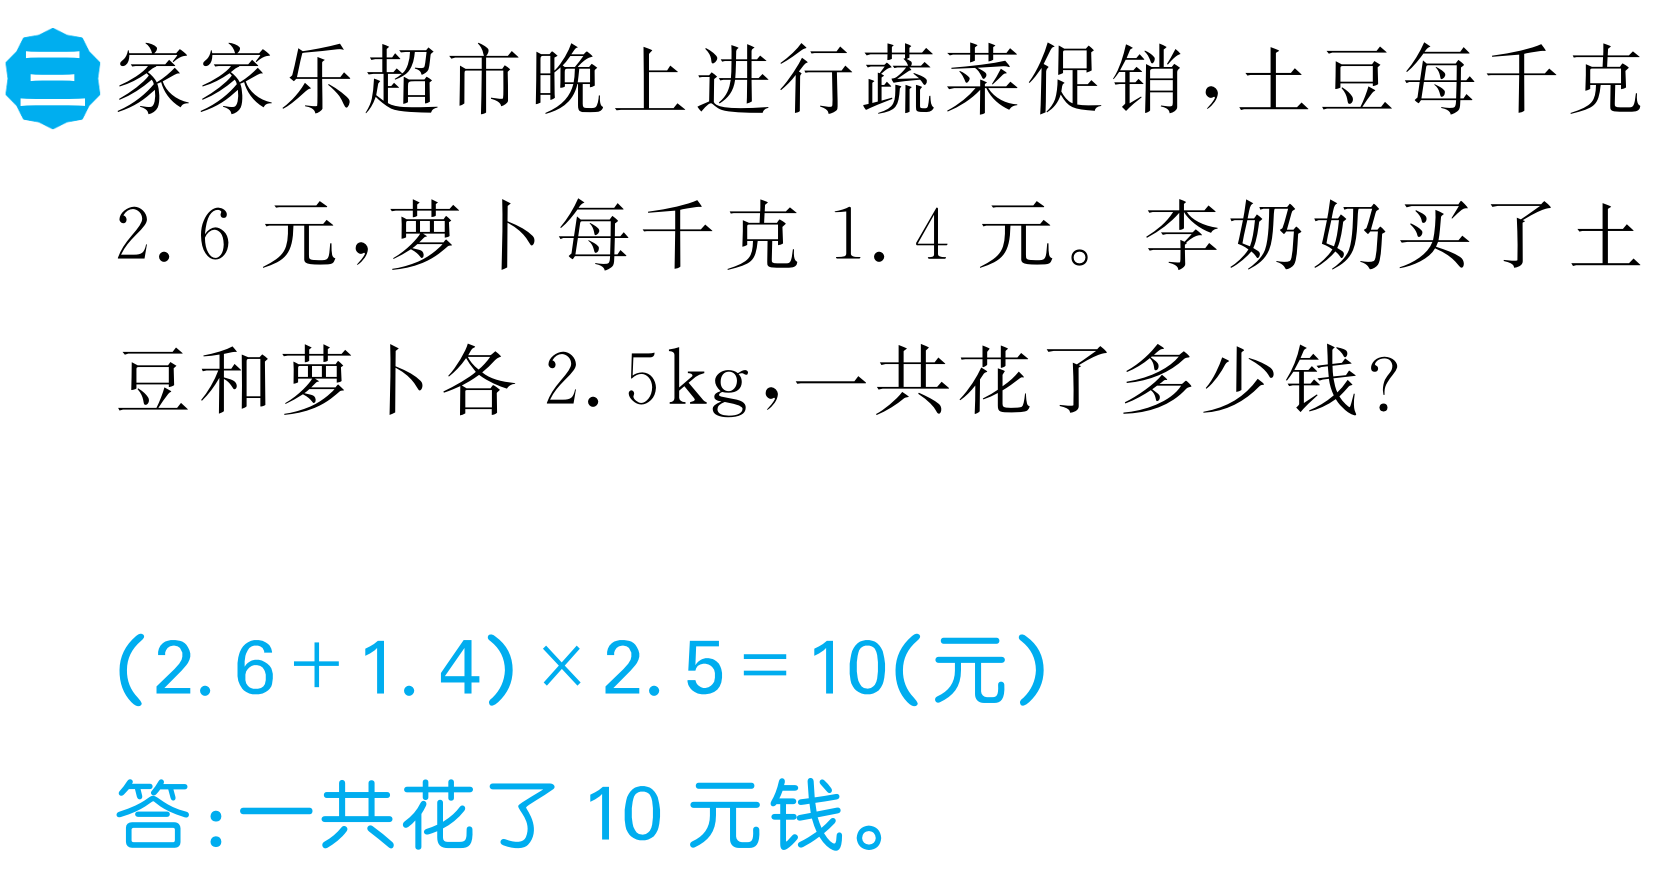 三 家家乐超市晚上进行蔬菜促销,土豆每千克
2.6 元,萝卜每千克 1.4 元。李奶奶买了土
豆和萝卜各 2.5kg,一共花了多少钱?
(2.6+1.4)×2.5=10(元)
答:一共花了 10 元钱。